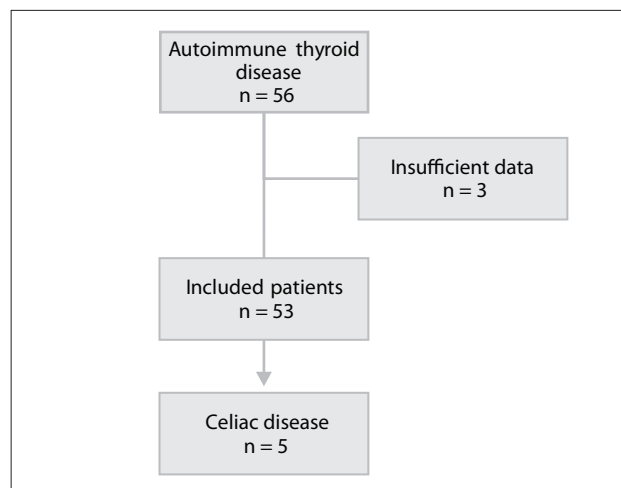 Autoimmune thyroid
disease
n = 56
Insufficient data
n = 3
Included patients
n = 53
Celiac disease
n = 5